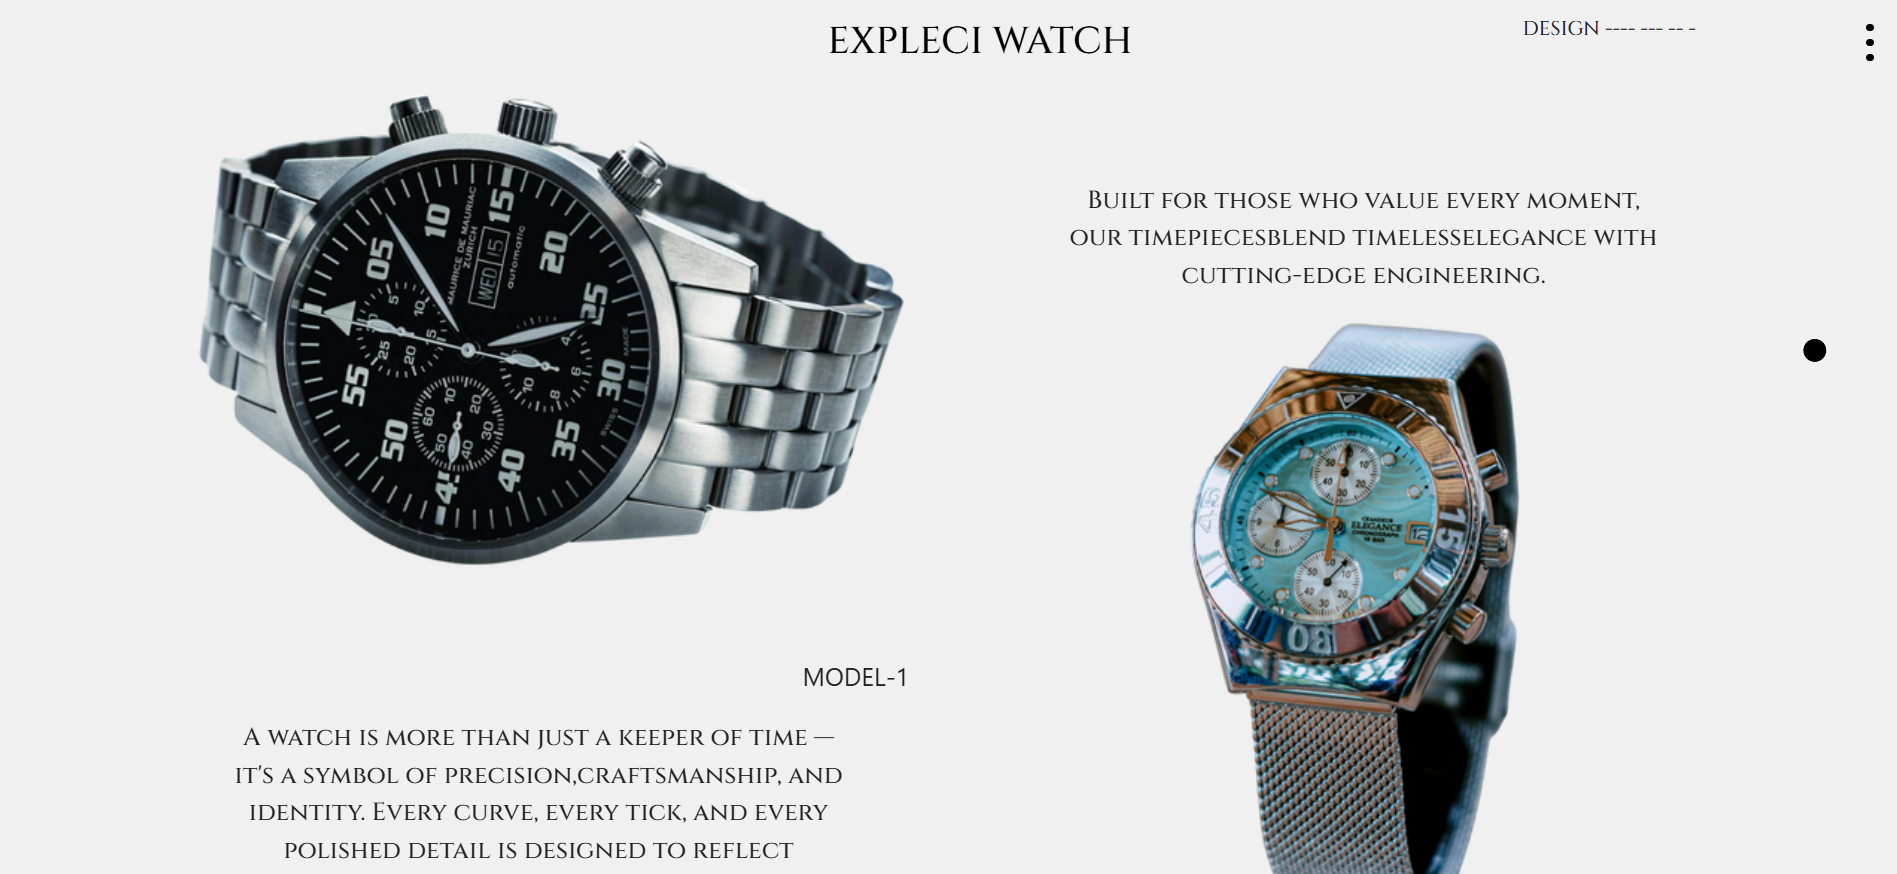 EXPLECI WATCH
DESIGN ---- --- -- -
BUILT FOR THOSE WHO VALUE EVERY MOMENT,
OUR TIMEPIECESBLEND TIMELESSELEGANCE WITH
CUTTING-EDGE ENGINEERING.
05
10
15
20
25
30
35
40
45
50
55
MAURICE DE MAURIAC
ZURICH
WED 15
automatic
SWISS
MADE
ELEGANCE
CHRONOGRAPH
12
15
30
45
MODEL-1
A WATCH IS MORE THAN JUST A KEEPER OF TIME —
IT'S A SYMBOL OF PRECISION,CRAFTSMANSHIP, AND
IDENTITY. EVERY CURVE, EVERY TICK, AND EVERY
POLISHED DETAIL IS DESIGNED TO REFLECT